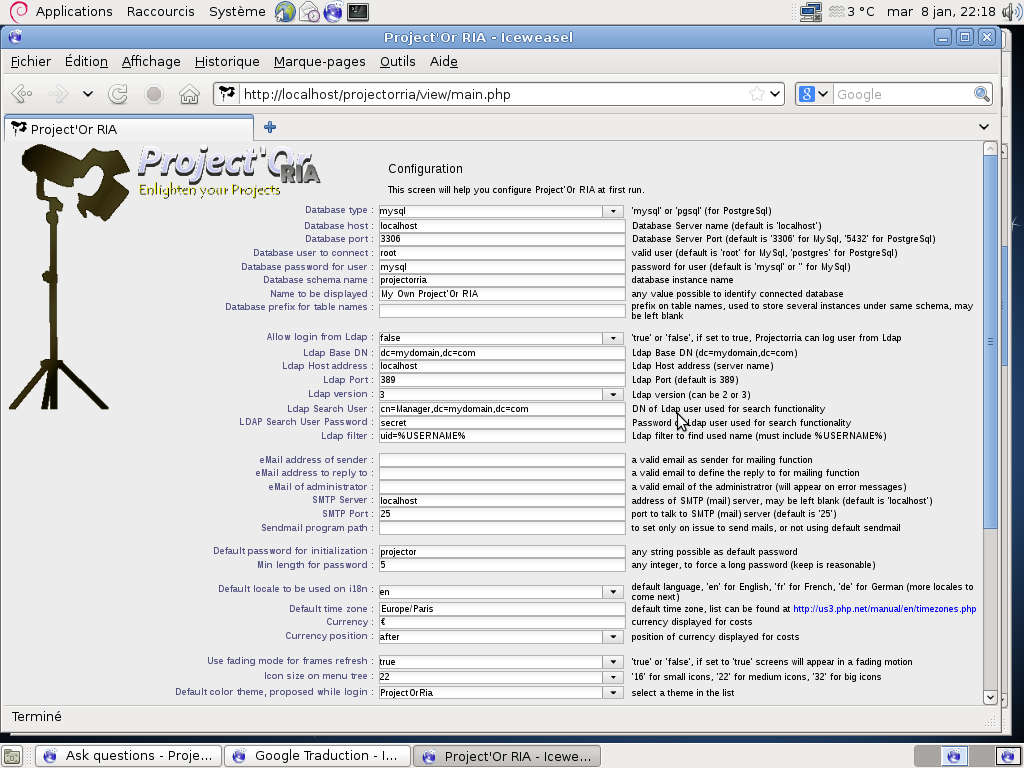 Applications Raccourcis Système 3 °C mar 8 jan, 22:18
Project'Or RIA - Iceweasel
Fichier Édition Affichage Historique Marque-pages Outils Aide
http://localhost/projectorria/view/main.php 8 Google
Project'Or RIA
Project'Or RIA
Enlighten your Projects
Configuration
This screen will help you configure Project'Or RIA at first run.
Database type : mysql 'mysql' or 'pgsql' (for PostgreSql)
Database host : localhost Database Server name (default is 'localhost')
Database port : 3306 Database Server Port (default is '3306' for MySql, '5432' for PostgreSql)
Database user to connect : root valid user (default is 'root' for MySql, 'postgres' for PostgreSql)
Database password for user : mysql password for user (default is 'mysql' or '' for MySql)
Database schema name : projectorria database instance name
Name to be displayed : My Own Project'Or RIA any value possible to identify connected database
Database prefix for table names : prefix on table names, used to store several instances under same schema, may
be left blank
Allow login from Ldap : false 'true' or 'false', if set to true, Projectorria can log user from Ldap
Ldap Base DN : dc=mydomain,dc=com Ldap Base DN (dc=mydomain,dc=com)
Ldap Host address : localhost Ldap Host address (server name)
Ldap Port : 389 Ldap Port (default is 389)
Ldap version : 3 Ldap version (can be 2 or 3)
Ldap Search User : cn=Manager,dc=mydomain,dc=com DN of Ldap user used for search functionality
LDAP Search User Password : secret Password of Ldap user used for search functionality
Ldap filter : uid=%USERNAME% Ldap filter to find used name (must include %USERNAME%)
eMail address of sender : a valid email as sender for mailing function
eMail address to reply to : a valid email to define the reply to for mailing function
eMail of administrator : a valid email of the administrator (will appear on error messages)
SMTP Server : localhost address of SMTP (mail) server, may be left blank (default is 'localhost')
SMTP Port : 25 port to talk to SMTP (mail) server (default is '25')
Sendmail program path : to set only on issue to send mails, or not using default sendmail
Default password for initialization : projector any string possible as default password
Min length for password : 5 any integer, to force a long password (keep is reasonable)
Default locale to be used on i18n : en default language, 'en' for English, 'fr' for French, 'de' for German (more locales to
come next)
Default time zone : Europe/Paris default time zone, list can be found at http://us3.php.net/manual/en/timezones.php
Currency : € currency displayed for costs
Currency position : after position of currency displayed for costs
Use fading mode for frames refresh : true 'true' or 'false', if set to 'true' screens will appear in a fading motion
Icon size on menu tree : 22 '16' for small icons, '22' for medium icons, '32' for big icons
Default color theme, proposed while login : ProjectOrRia select a theme in the list
Terminé
Ask questions - Proje... Google Traduction - I... Project'Or RIA - Icewe...